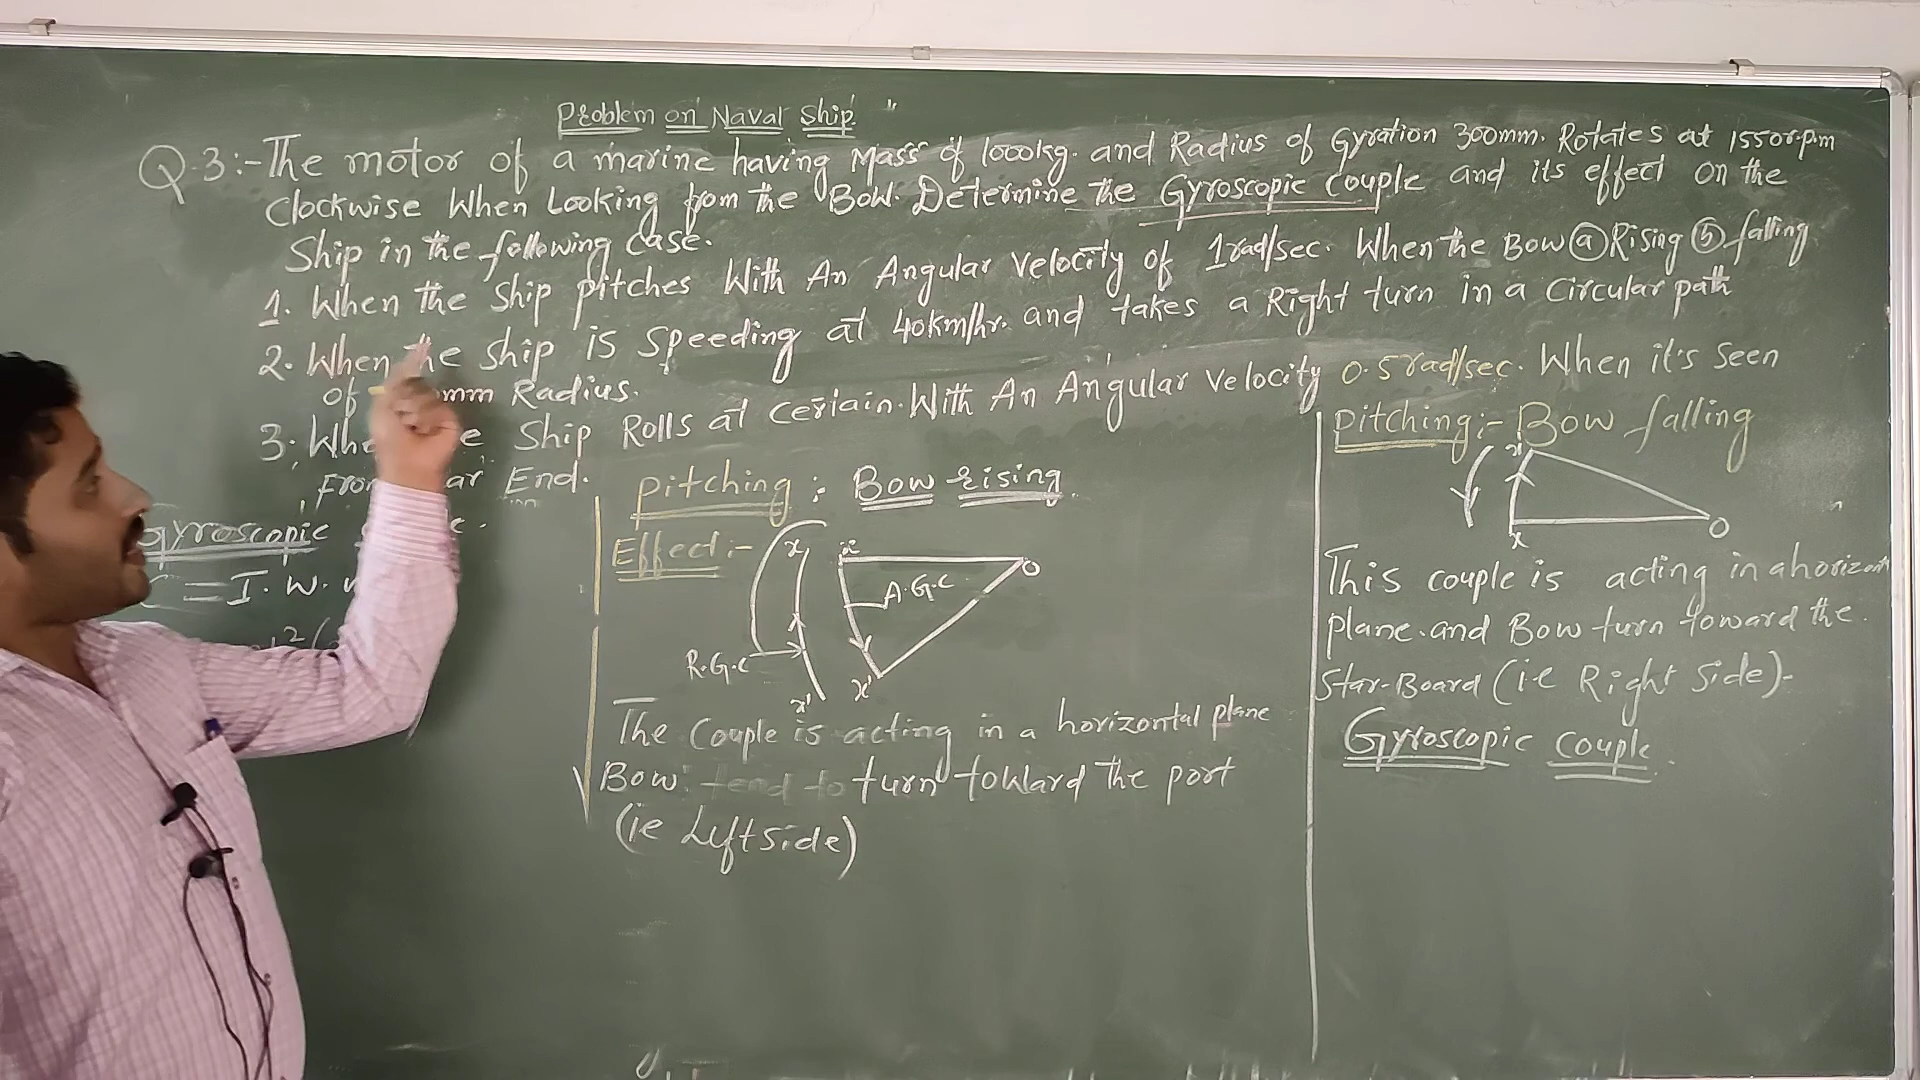 Problem on Naval Ship "
Q.3:- The motor of a marine having Mass of 1000kg. and Radius of Gyration 300mm. Rotates at 1550r.p.m
Clockwise When Looking from the Bow. Determine the Gyroscopic couple and its effect on the
Ship in the following case.
1. When the Ship pitches With An Angular Velocity of 1rad/sec. When the Bow (a) Rising (b) falling
2. When the Ship is Speeding at 40km/hr. and takes a Right turn in a Circular path
of mm Radius.
3. Ship Rolls at Certain. With An Angular Velocity 0.5rad/sec. When it's Seen
End.
Gyroscopic
C = I. W.
Pitching : Bow rising
Effect :-
x
x
O
A.G.C
R.G.C
x'
x'
The Couple is acting in a horizontal plane
Bow tend to turn toward the port
(ie Left side)
Pitching :- Bow falling
x'
x
O
This couple is acting in a horizontal
plane. and Bow turn toward the.
Star-Board (ie Right Side)-
Gyroscopic couple.